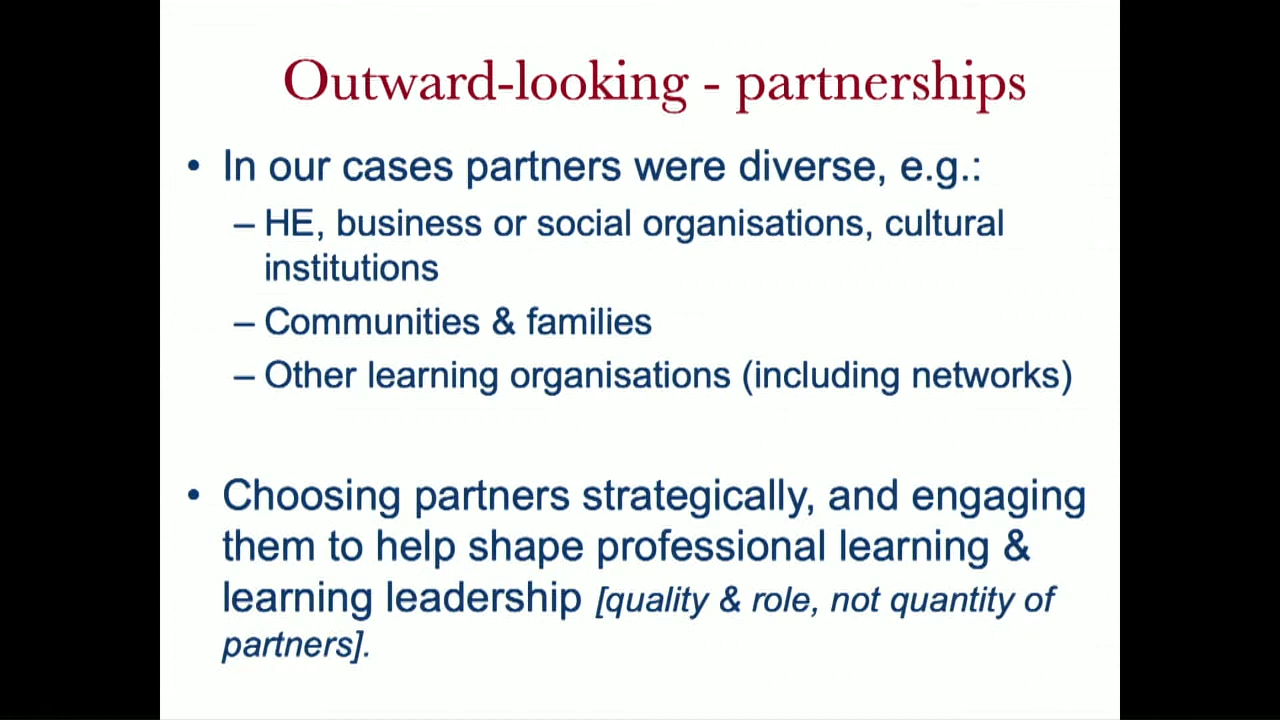 Outward-looking - partnerships
• In our cases partners were diverse, e.g.:
– HE, business or social organisations, cultural
institutions
– Communities & families
– Other learning organisations (including networks)
• Choosing partners strategically, and engaging
them to help shape professional learning &
learning leadership [quality & role, not quantity of
partners].